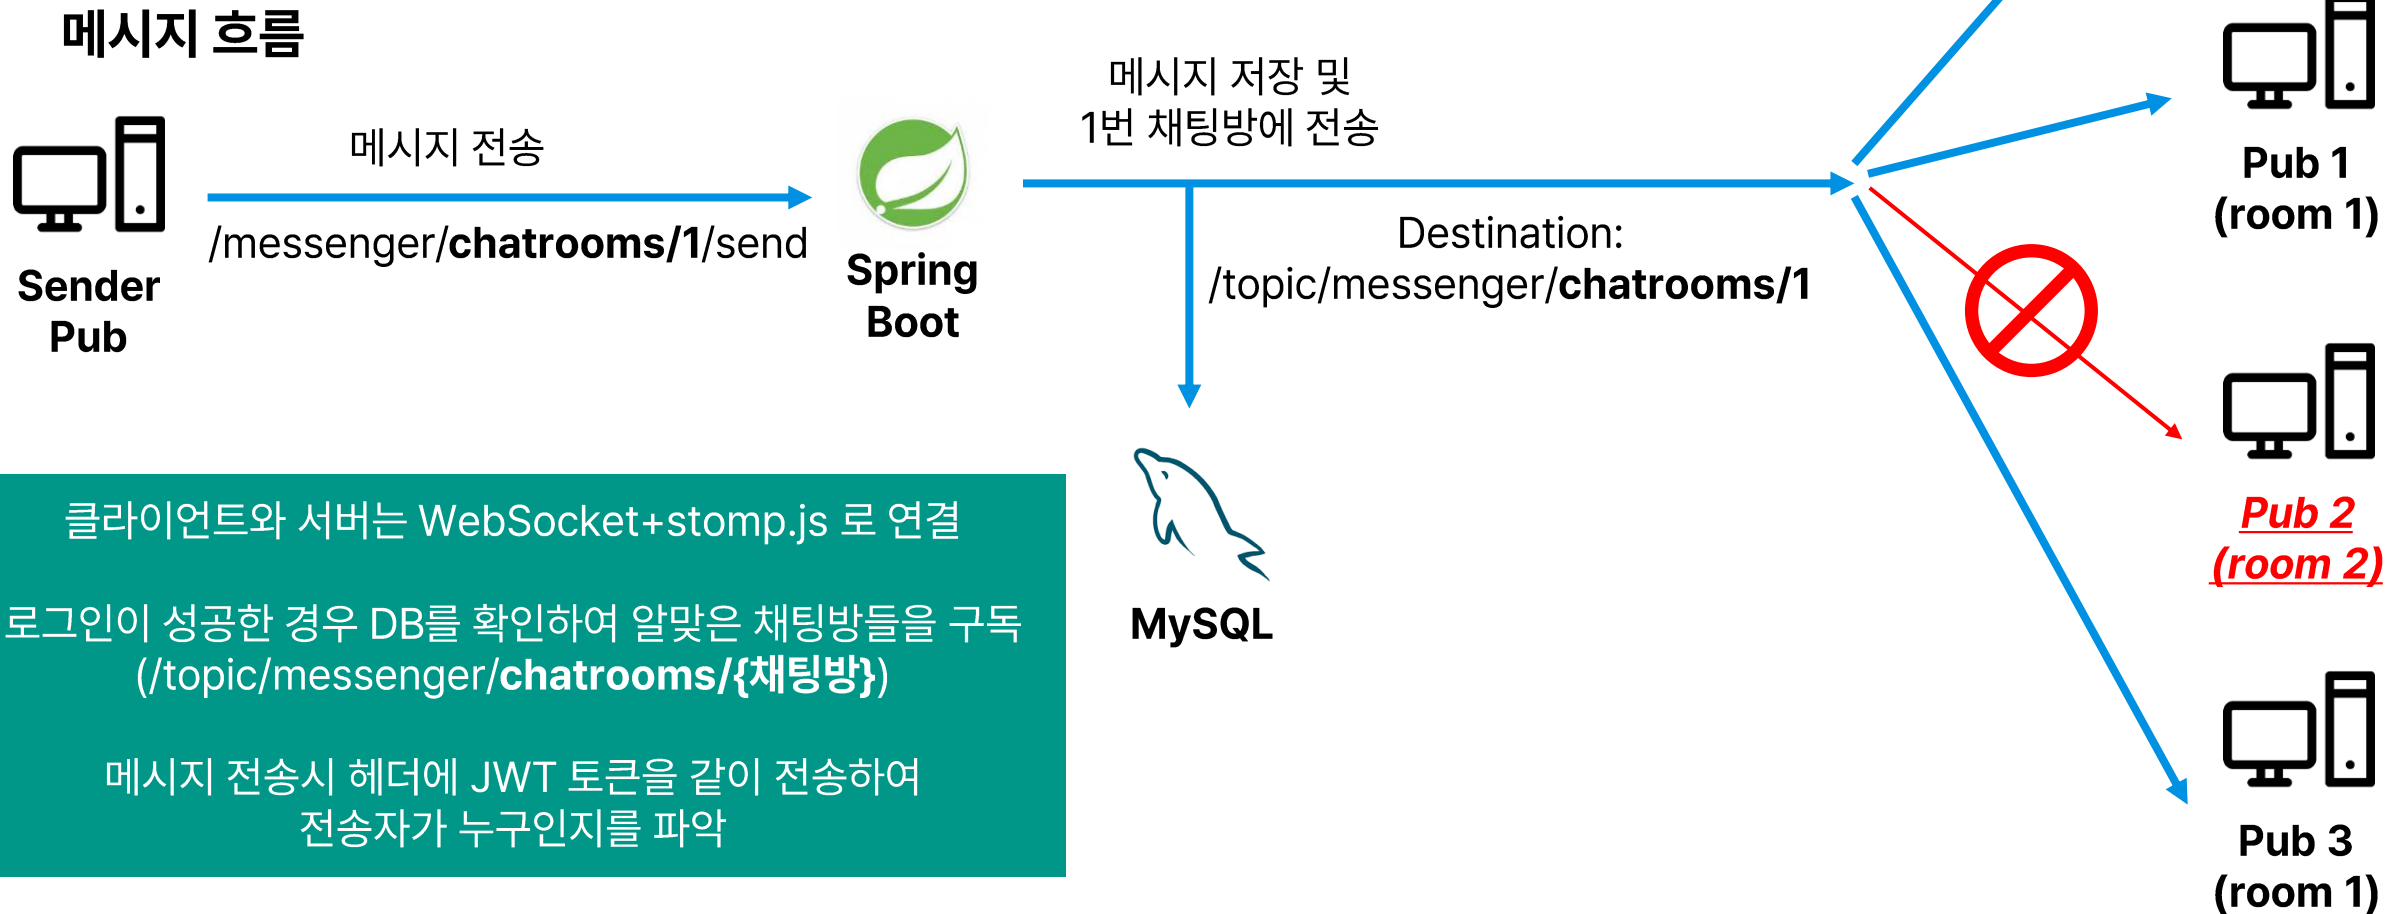 메시지 흐름
메시지 전송
/messenger/chatrooms/1/send
Sender
Pub
Spring
Boot
메시지 저장 및
1번 채팅방에 전송
Destination:
/topic/messenger/chatrooms/1
MySQL
Pub 1
(room 1)
Pub 2
(room 2)
Pub 3
(room 1)
클라이언트와 서버는 WebSocket+stomp.js 로 연결
로그인이 성공한 경우 DB를 확인하여 알맞은 채팅방들을 구독
(/topic/messenger/chatrooms/{채팅방})
메시지 전송시 헤더에 JWT 토큰을 같이 전송하여
전송자가 누구인지를 파악